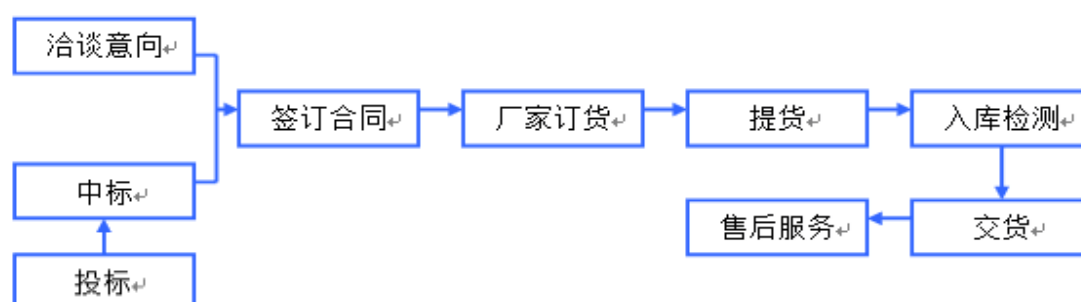 洽谈意向
签订合同
厂家订货
提货
入库检测
中标
售后服务
交货
投标